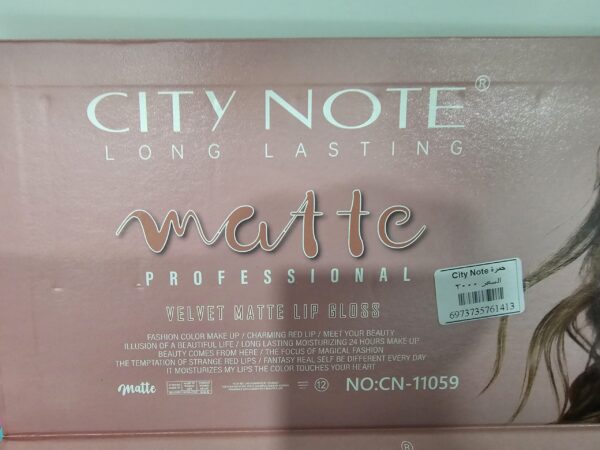 CITY NOTE®
LONG LASTING
matte
PROFESSIONAL
VELVET MATTE LIP GLOSS
FASHION COLOR MAKE UP / CHARMING RED LIP / MEET YOUR BEAUTY
ILLUSION OF A BEAUTIFUL LIFE / LONG LASTING MOISTURIZING 24 HOURS MAKE UP
BEAUTY COMES FROM HERE / THE FOCUS OF MAGICAL FASHION
THE TEMPTATION OF STRANGE RED LIPS / FANTASY REAL SELF BE DIFFERENT EVERY DAY
IT MOISTURIZES MY LIPS THE COLOR TOUCHES YOUR HEART
matte
12
NO:CN-11059
حمرة City Note
السعر ٣٠٠٠
6973735761413
®